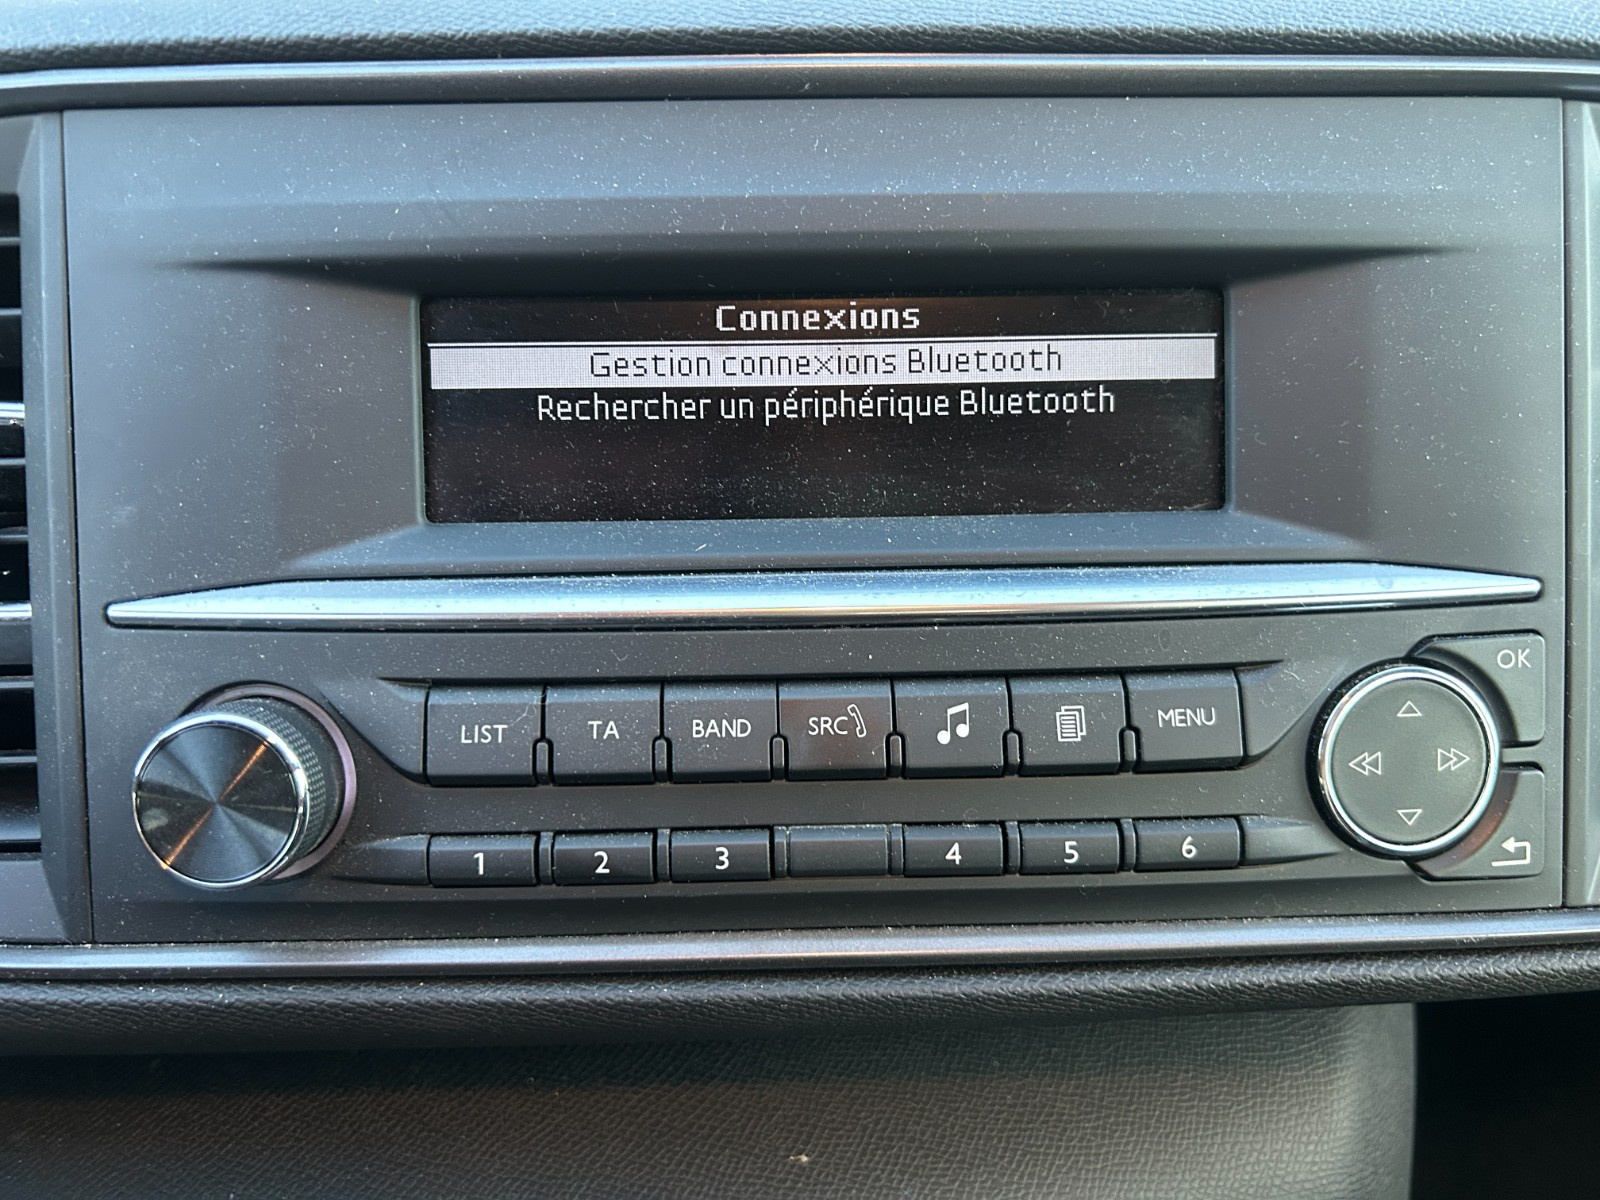 Connexions
Gestion connexions Bluetooth
Rechercher un périphérique Bluetooth
OK
LIST TA BAND SRC MENU
1 2 3 4 5 6